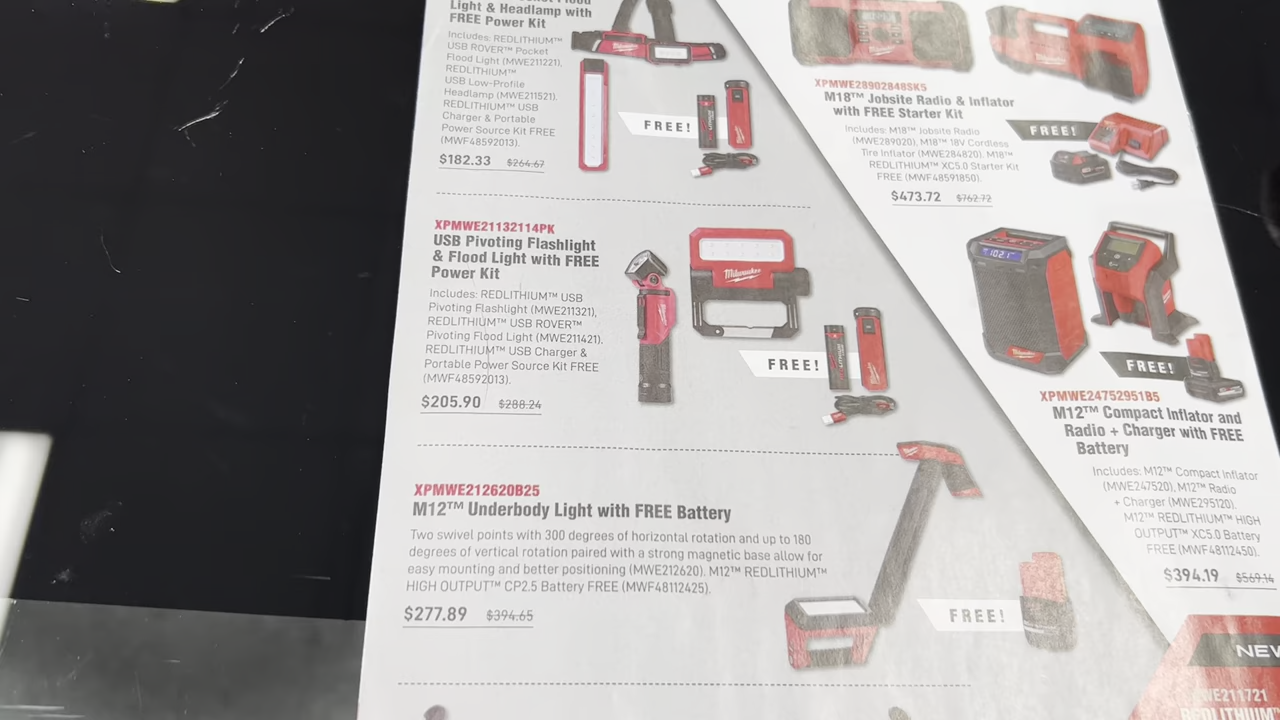 Light & Headlamp with
FREE Power Kit
Includes: REDLITHIUM™
USB ROVER™ Pocket
Flood Light (MWE211221),
REDLITHIUM™
USB Low-Profile
Headlamp (MWE211521),
REDLITHIUM™ USB
Charger & Portable
Power Source Kit FREE
(MWF48592013).
$182.33 $264.67
FREE!
XPMWE21132114PK
USB Pivoting Flashlight
& Flood Light with FREE
Power Kit
Includes: REDLITHIUM™ USB
Pivoting Flashlight (MWE211321),
REDLITHIUM™ USB ROVER™
Pivoting Flood Light (MWE211421),
REDLITHIUM™ USB Charger &
Portable Power Source Kit FREE
(MWF48592013).
$205.90 $288.24
Milwaukee
FREE!
XPMWE212620B25
M12™ Underbody Light with FREE Battery
Two swivel points with 300 degrees of horizontal rotation and up to 180
degrees of vertical rotation paired with a strong magnetic base allow for
easy mounting and better positioning (MWE212620). M12™ REDLITHIUM™
HIGH OUTPUT™ CP2.5 Battery FREE (MWF48112425).
$277.89 $394.65
FREE!
XPMWE28902848SK5
M18™ Jobsite Radio & Inflator
with FREE Starter Kit
Includes: M18™ Jobsite Radio
(MWE289020), M18™ 18V Cordless
Tire Inflator (MWE284820), M18™
REDLITHIUM™ XC5.0 Starter Kit
FREE (MWF48591850).
$473.72 $762.72
FREE!
102.1
FREE!
XPMWE24752951B5
M12™ Compact Inflator and
Radio + Charger with FREE
Battery
Includes: M12™ Compact Inflator
(MWE247520), M12™ Radio
+ Charger (MWE295120),
M12™ REDLITHIUM™ HIGH
OUTPUT™ XC5.0 Battery
FREE (MWF48112450).
$394.19 $569.14
MWE211721
REDLITHIUM™